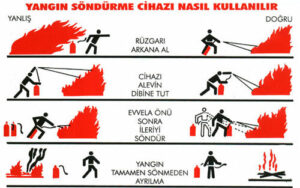 YANGIN SÖNDÜRME CİHAZI NASIL KULLANILIR
YANLIŞ
DOĞRU
RÜZGARI
ARKANA AL
CİHAZI
ALEVİN
DİBİNE TUT
EVVELA ÖNÜ
SONRA
İLERİYİ
SÖNDÜR
YANGIN
TAMAMEN SÖNMEDEN
AYRILMA